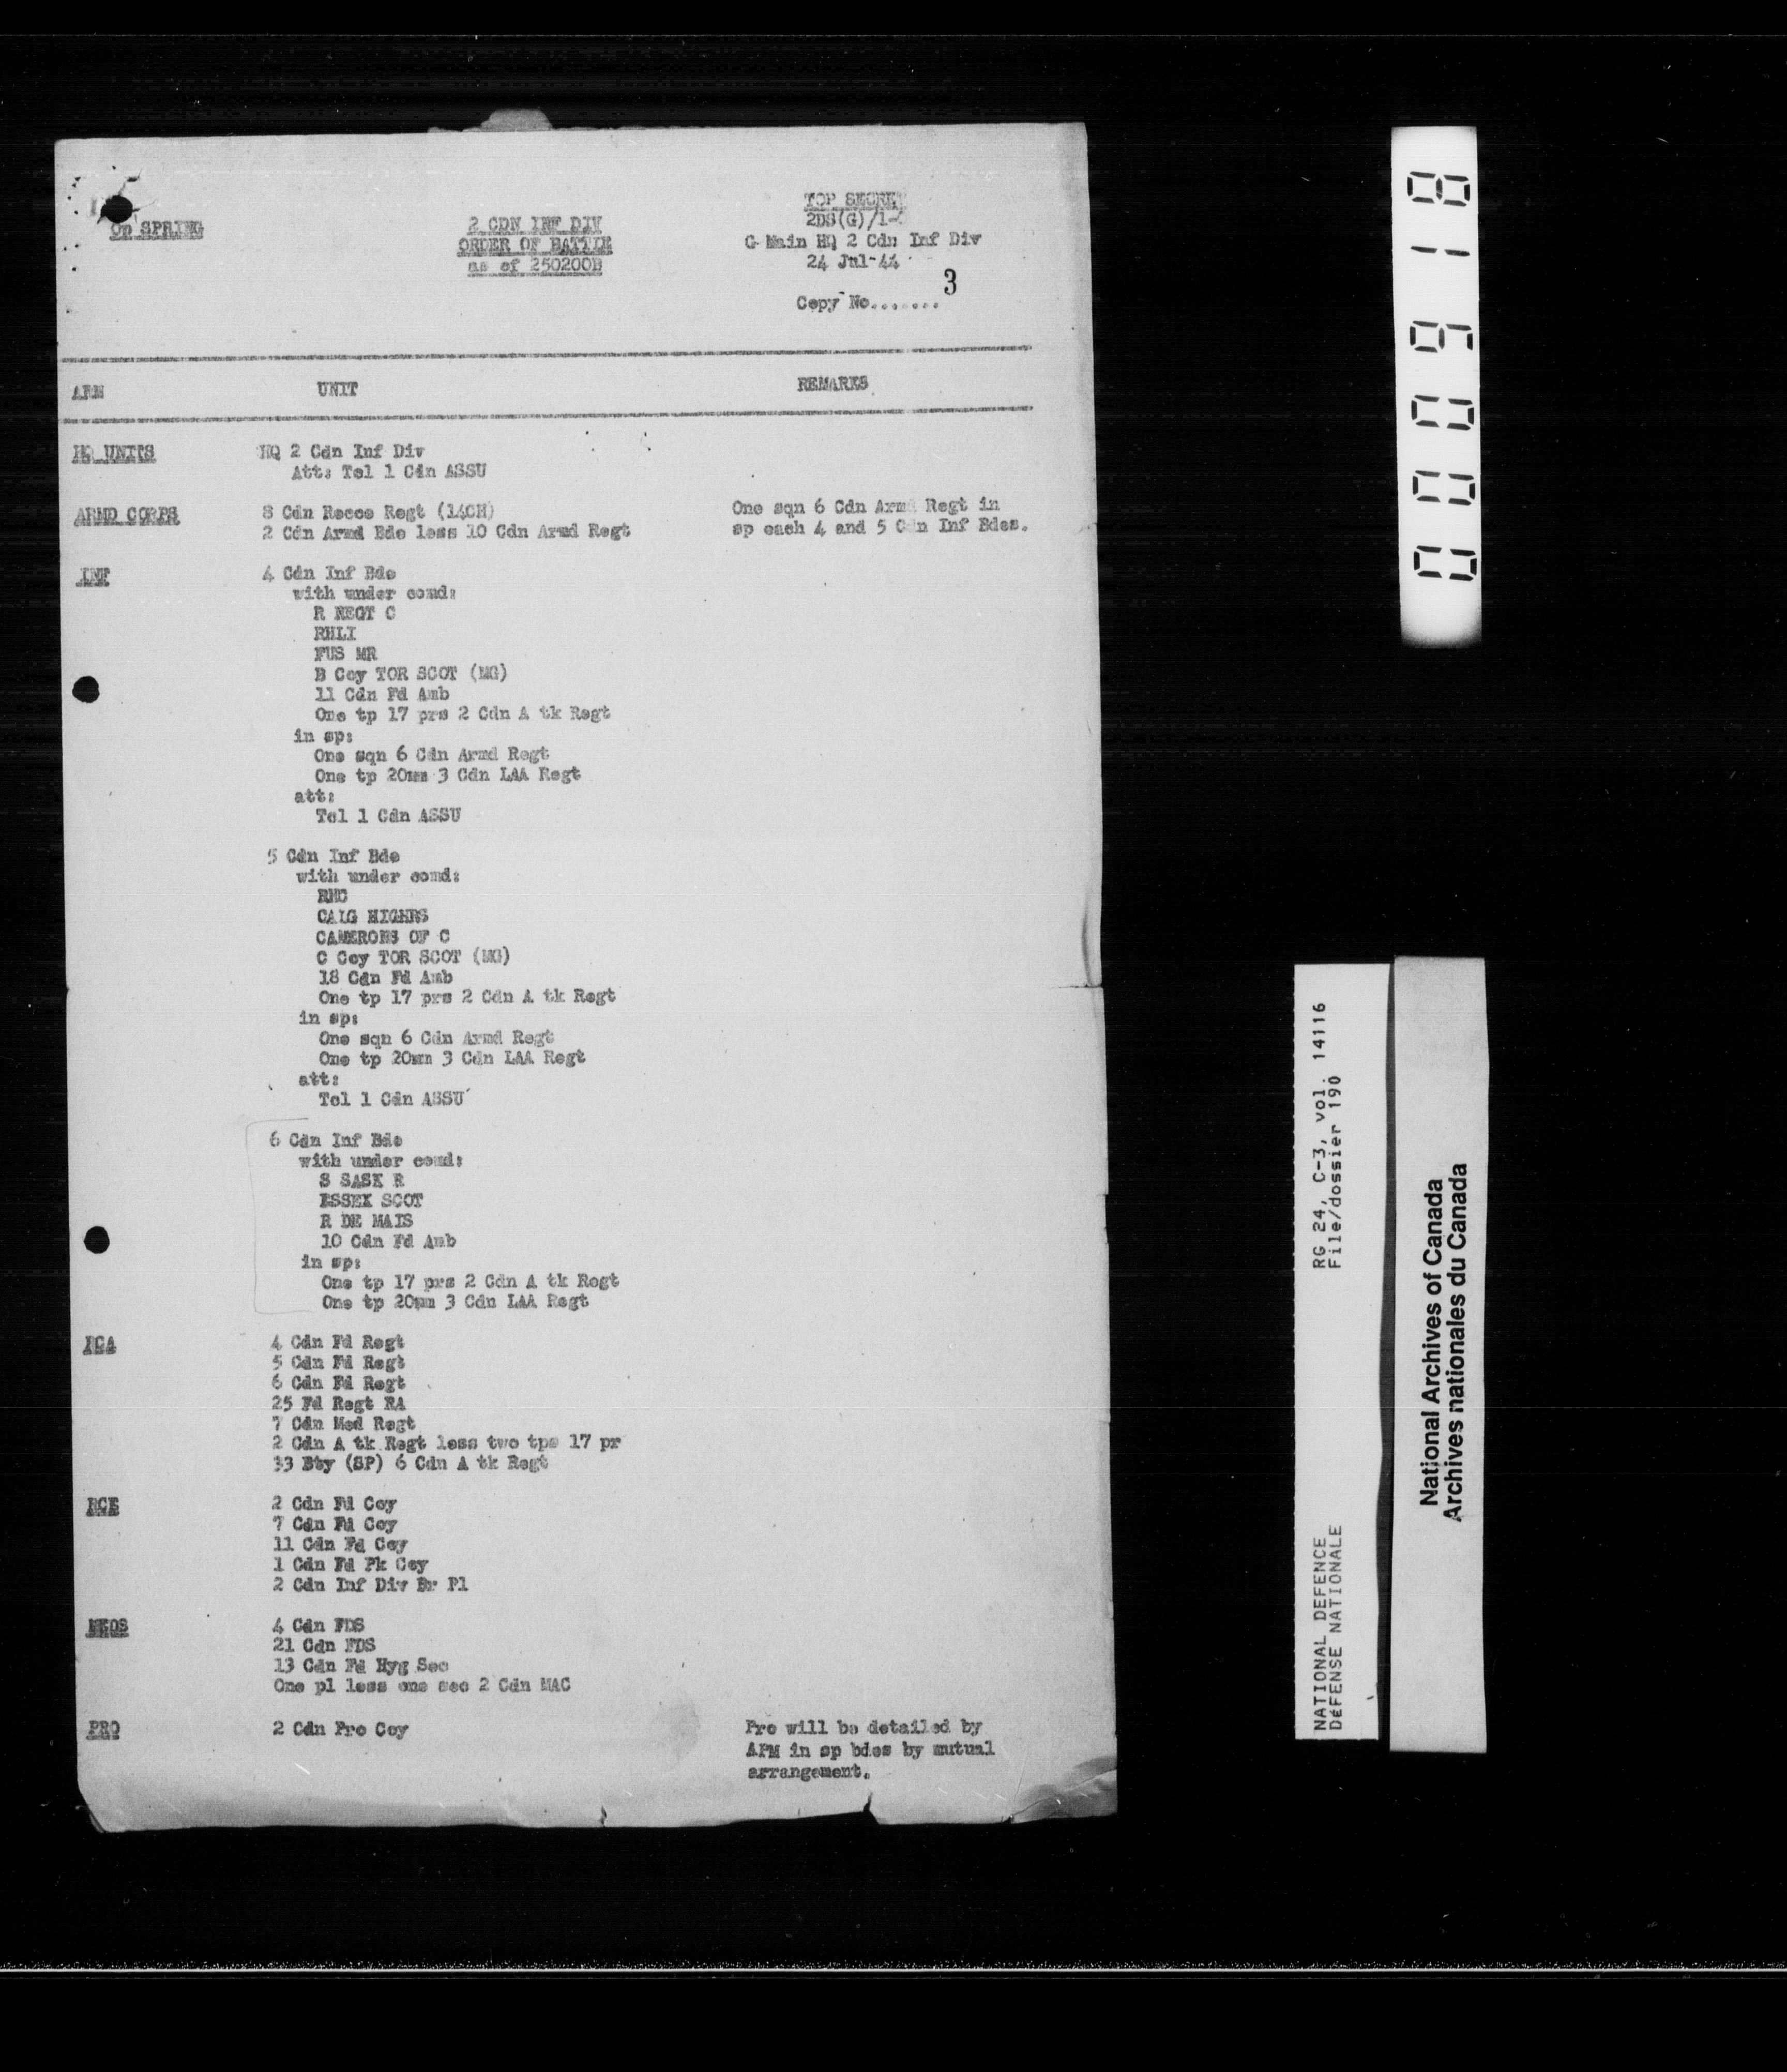 Op SPRING
2 CDN INF DIV
ORDER OF BATTLE
as of 250200B
TOP SECRET
2DS(G)/1-
G Main HQ 2 Cdn Inf Div
24 Jul 44
Copy No....... 3
ARM UNIT REMARKS
HQ UNITS HQ 2 Cdn Inf Div
Att: Tel 1 Cdn ASSU
ARMD CORPS 8 Cdn Recce Regt (14CH) One sqn 6 Cdn Armd Regt in
2 Cdn Armd Bde less 10 Cdn Armd Regt sp each 4 and 5 Cdn Inf Bdes.
INF 4 Cdn Inf Bde
with under comd:
R REGT C
RHLI
FUS MR
B Coy TOR SCOT (MG)
11 Cdn Fd Amb
One tp 17 prs 2 Cdn A tk Regt
in sp:
One sqn 6 Cdn Armd Regt
One tp 20mm 3 Cdn LAA Regt
att:
Tel 1 Cdn ASSU
5 Cdn Inf Bde
with under comd:
RHC
CALG HIGHRS
CAMERONS OF C
C Coy TOR SCOT (MG)
18 Cdn Fd Amb
One tp 17 prs 2 Cdn A tk Regt
in sp:
One sqn 6 Cdn Armd Regt
One tp 20mm 3 Cdn LAA Regt
att:
Tel 1 Cdn ASSU
6 Cdn Inf Bde
with under comd:
S SASK R
ESSEX SCOT
R DE MAIS
10 Cdn Fd Amb
in sp:
One tp 17 prs 2 Cdn A tk Regt
One tp 20mm 3 Cdn LAA Regt
RCA 4 Cdn Fd Regt
5 Cdn Fd Regt
6 Cdn Fd Regt
25 Fd Regt RA
7 Cdn Med Regt
2 Cdn A tk Regt less two tps 17 pr
33 Bty (SP) 6 Cdn A tk Regt
RCE 2 Cdn Fd Coy
7 Cdn Fd Coy
11 Cdn Fd Coy
1 Cdn Fd Pk Coy
2 Cdn Inf Div Br Pl
MEDS 4 Cdn FDS
21 Cdn FDS
13 Cdn Fd Hyg Sec
One pl less one sec 2 Cdn MAC
PRO 2 Cdn Pro Coy Pro will be detailed by
APM in sp bdes by mutual
arrangement.
000918
NATIONAL DEFENCE RG 24, C-3, vol. 14116
DéFENSE NATIONALE File/dossier 190
National Archives of Canada
Archives nationales du Canada